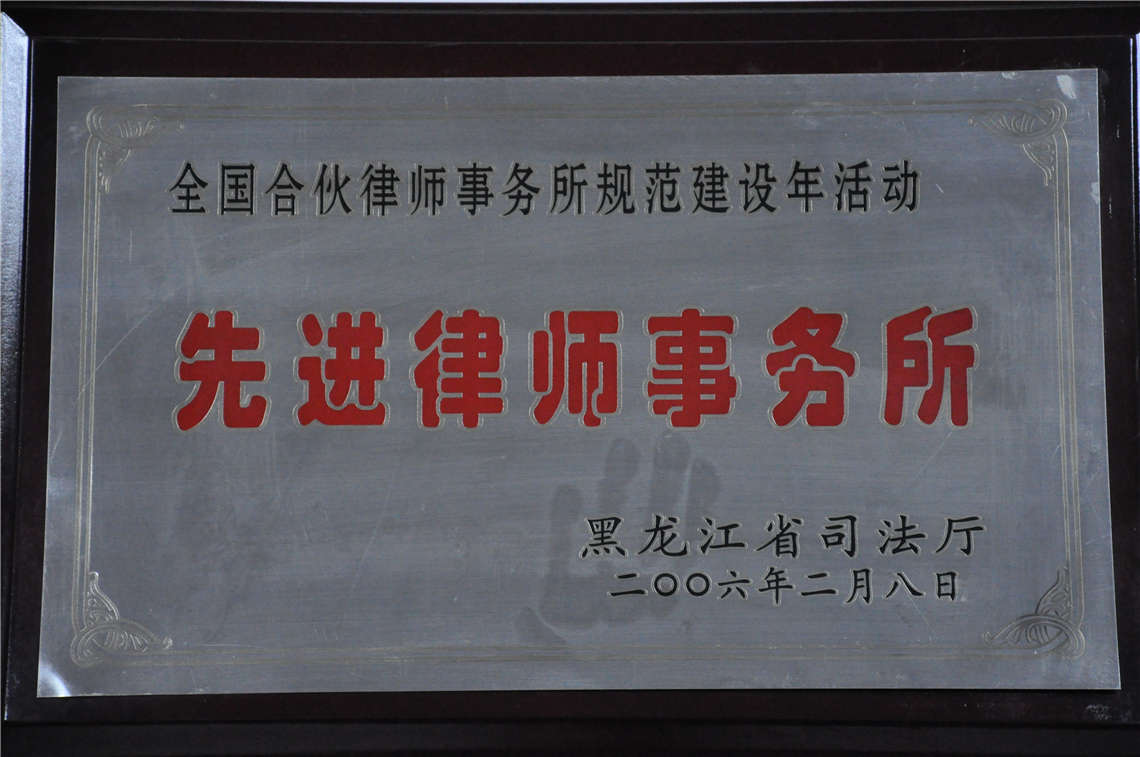 全国合伙律师事务所规范建设年活动
先进律师事务所
黑龙江省司法厅
二〇〇六年二月八日